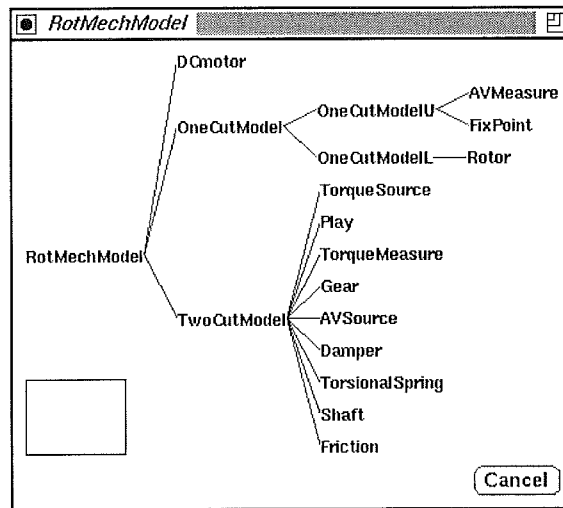 RotMechModel
DCmotor
AVMeasure
OneCutModelU
OneCutModel
FixPoint
OneCutModelL
Rotor
TorqueSource
Play
TorqueMeasure
RotMechModel
Gear
TwoCutModel
AVSource
Damper
TorsionalSpring
Shaft
Friction
Cancel